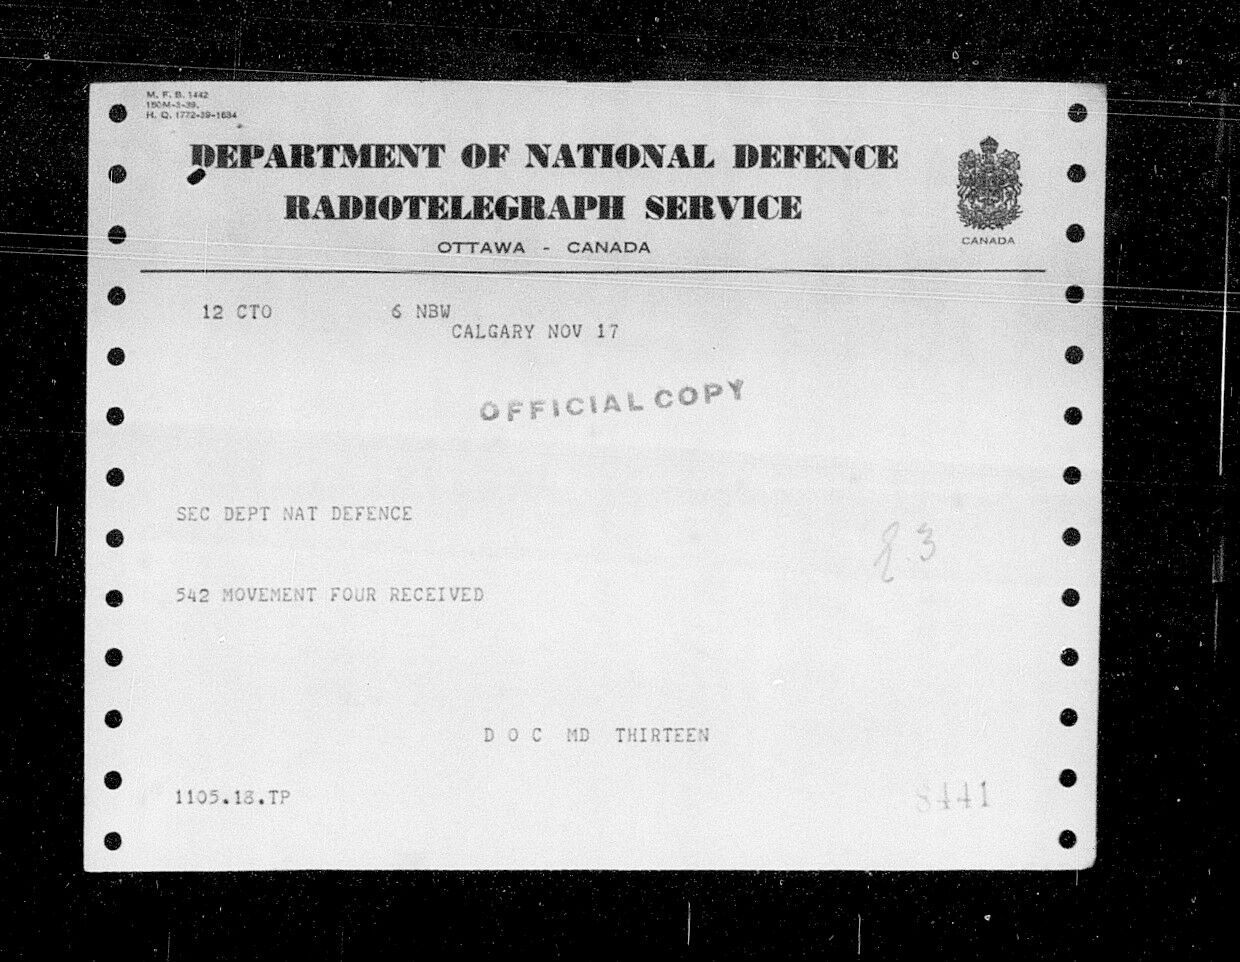 M. F. B. 1442
150M-3-39.
H. Q. 1772-39-1634
DEPARTMENT OF NATIONAL DEFENCE
RADIOTELEGRAPH SERVICE
OTTAWA - CANADA
CANADA
12 CTO 6 NBW
CALGARY NOV 17
OFFICIAL COPY
SEC DEPT NAT DEFENCE
542 MOVEMENT FOUR RECEIVED
D O C MD THIRTEEN
1105.18.TP
8441